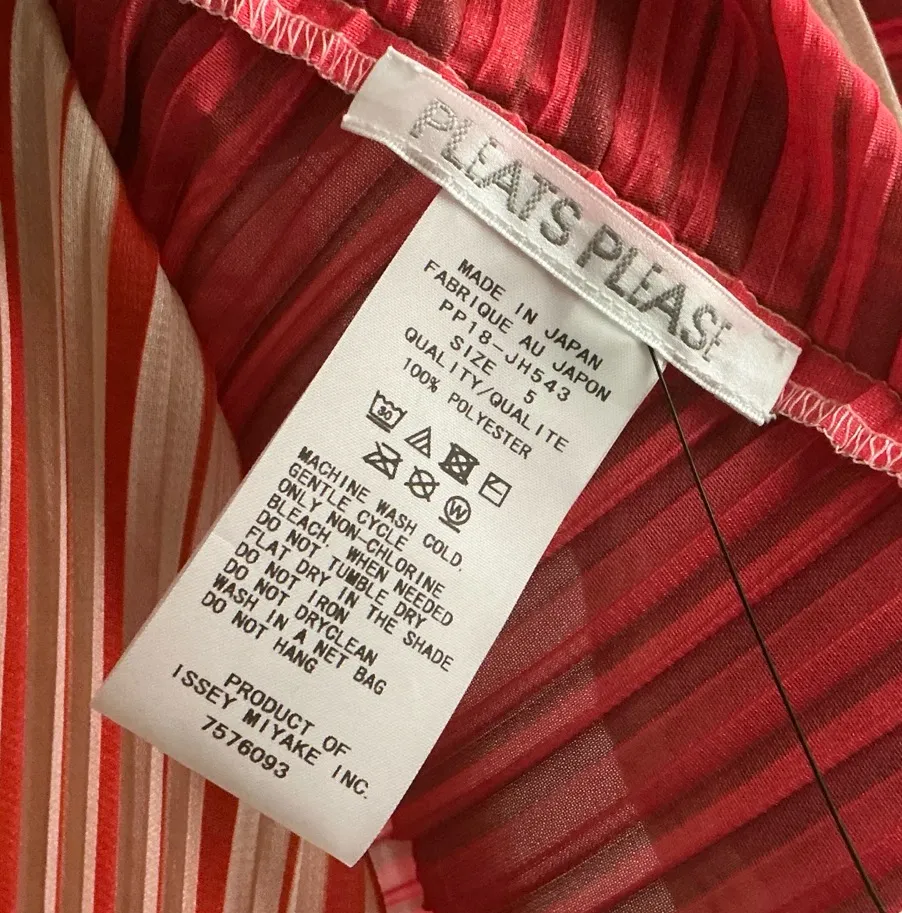 PLEATS PLEASE
MADE IN JAPAN
FABRIQUE AU JAPON
PP18-JH543
SIZE 5
QUALITY/QUALITE
100% POLYESTER
30
W
MACHINE WASH COLD.
GENTLE CYCLE
ONLY NON-CHLORINE
BLEACH, WHEN NEEDED
DO NOT TUMBLE DRY
FLAT DRY IN THE SHADE
DO NOT IRON
DO NOT DRYCLEAN
WASH IN A NET BAG
DO NOT HANG
PRODUCT OF
ISSEY MIYAKE INC.
7576093